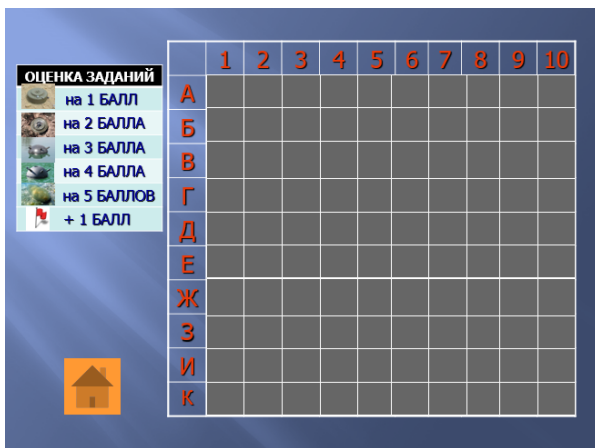 ОЦЕНКА ЗАДАНИЙ
на 1 БАЛЛ
на 2 БАЛЛА
на 3 БАЛЛА
на 4 БАЛЛА
на 5 БАЛЛОВ
+ 1 БАЛЛ
1 2 3 4 5 6 7 8 9 10
А
Б
В
Г
Д
Е
Ж
З
И
К